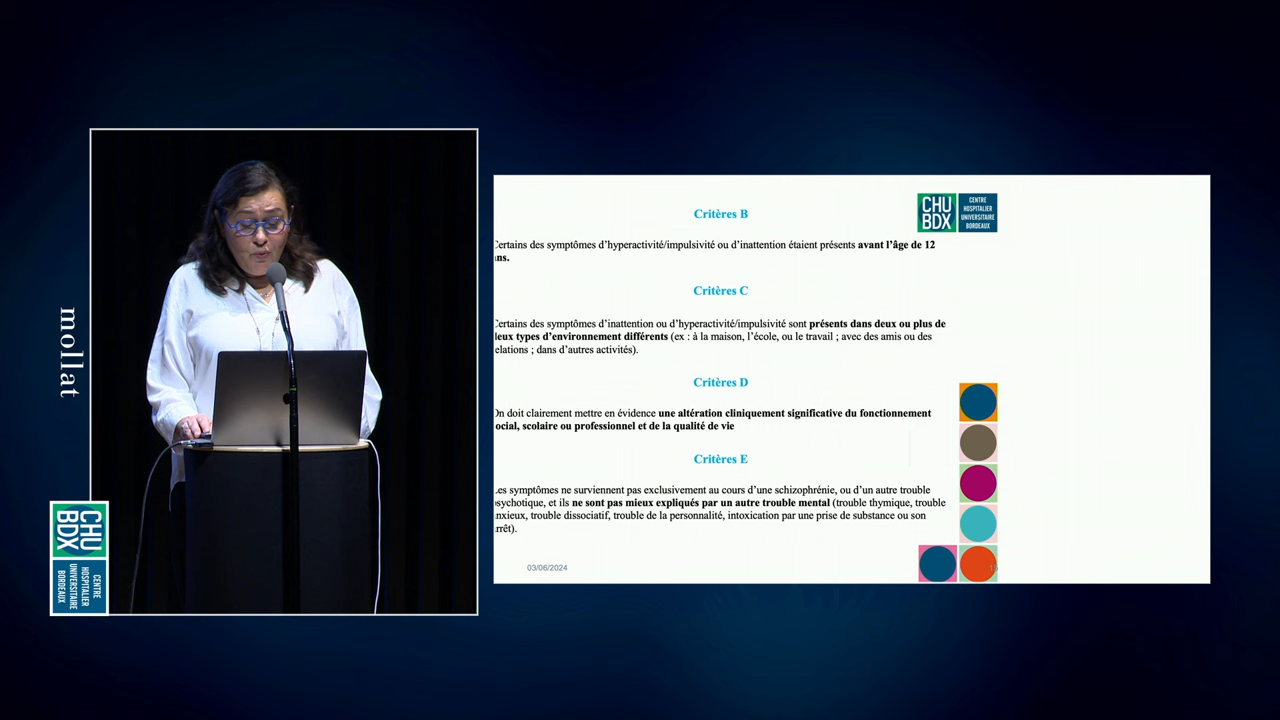 mollat
CHU
BDX
CENTRE
HOSPITALIER
UNIVERSITAIRE
BORDEAUX
CHU
BDX
CENTRE
HOSPITALIER
UNIVERSITAIRE
BORDEAUX
Critères B
Certains des symptômes d’hyperactivité/impulsivité ou d’inattention étaient présents avant l’âge de 12
ans.
Critères C
Certains des symptômes d’inattention ou d’hyperactivité/impulsivité sont présents dans deux ou plus de
deux types d’environnement différents (ex : à la maison, l’école, ou le travail ; avec des amis ou des
relations ; dans d’autres activités).
Critères D
On doit clairement mettre en évidence une altération cliniquement significative du fonctionnement
social, scolaire ou professionnel et de la qualité de vie
Critères E
Les symptômes ne surviennent pas exclusivement au cours d’une schizophrénie, ou d’un autre trouble
psychotique, et ils ne sont pas mieux expliqués par un autre trouble mental (trouble thymique, trouble
anxieux, trouble dissociatif, trouble de la personnalité, intoxication par une prise de substance ou son
arrêt).
03/06/2024